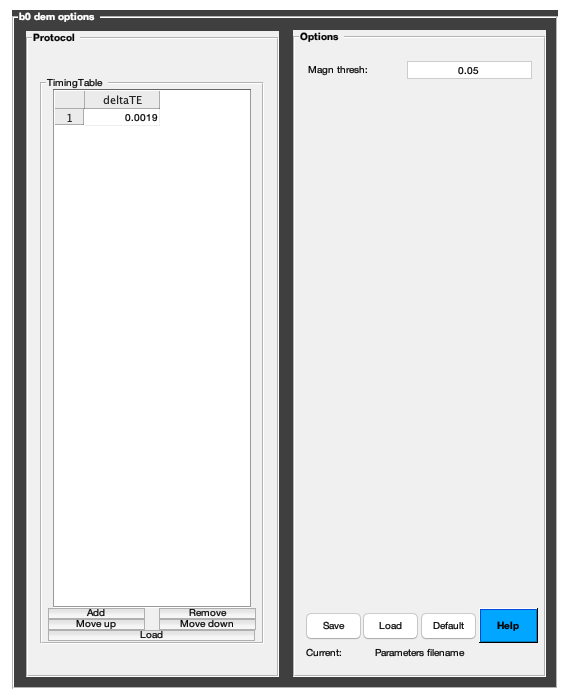 b0 dem options
Protocol
TimingTable
deltaTE
1 0.0019
Add Remove
Move up Move down
Load
Options
Magn thresh: 0.05
Save Load Default Help
Current: Parameters filename